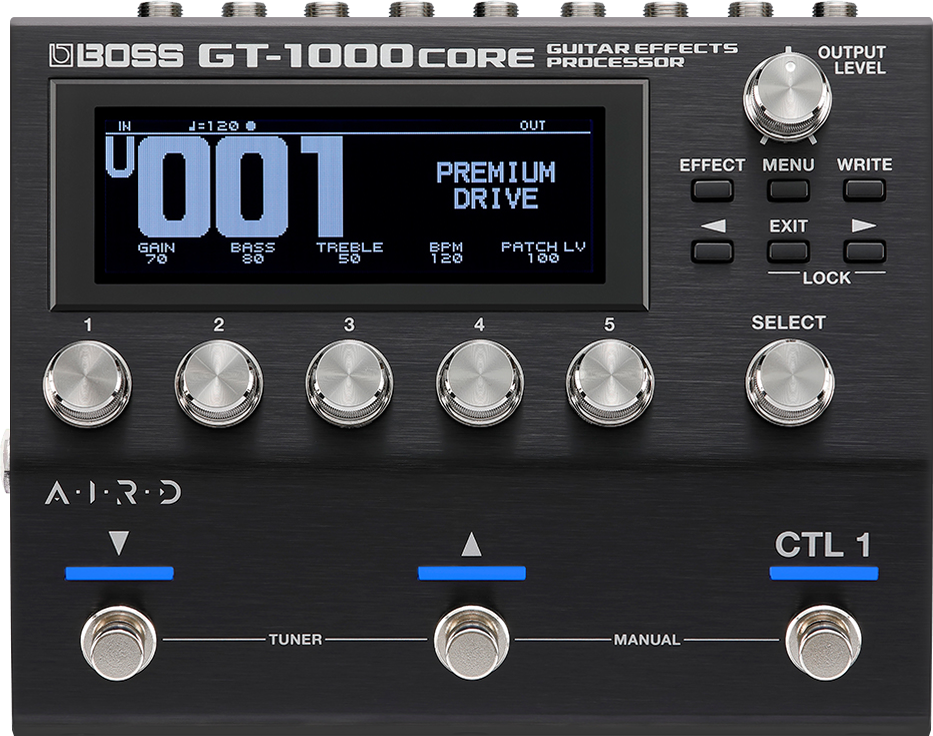 BOSS GT-1000CORE GUITAR EFFECTS PROCESSOR
OUTPUT LEVEL
IN ♩=120 OUT
U001
PREMIUM
DRIVE
GAIN BASS TREBLE BPM PATCH LV
70 80 50 120 100
EFFECT MENU WRITE
◀ EXIT ▶
LOCK
1 2 3 4 5 SELECT
A·I·R·D
▼ ▲ CTL 1
TUNER MANUAL